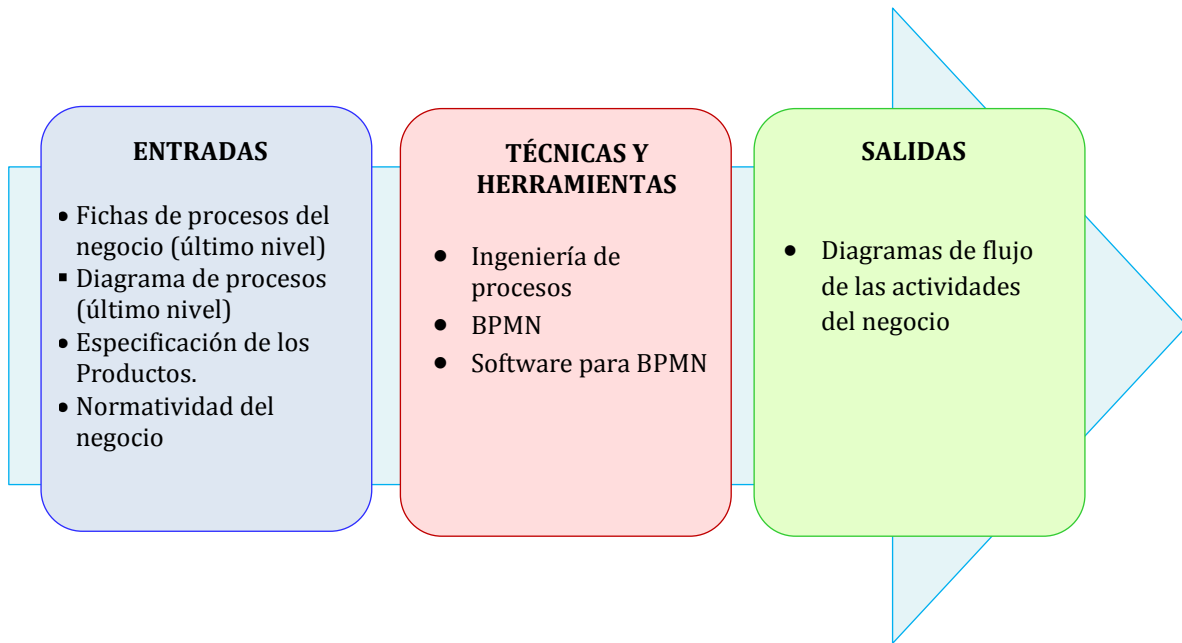 ENTRADAS
• Fichas de procesos del
negocio (último nivel)
▪ Diagrama de procesos
(último nivel)
• Especificación de los
Productos.
• Normatividad del
negocio
TÉCNICAS Y
HERRAMIENTAS
• Ingeniería de
procesos
• BPMN
• Software para BPMN
SALIDAS
• Diagramas de flujo
de las actividades
del negocio